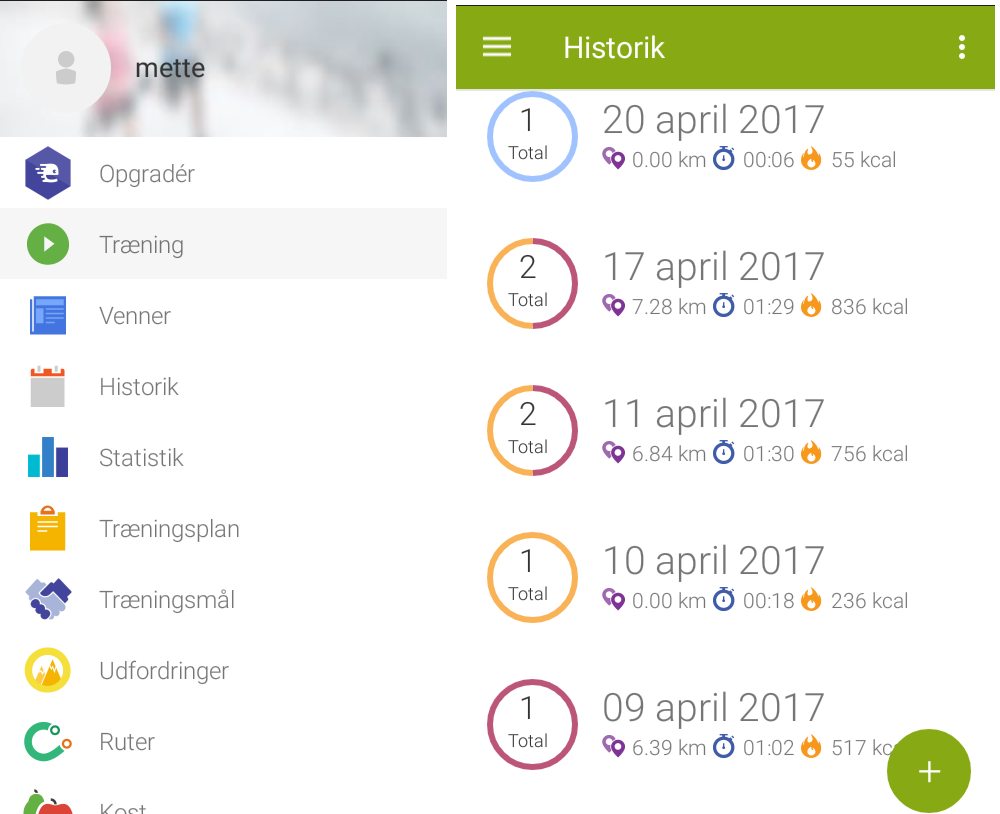 mette
Opgradér
Træning
Venner
Historik
Statistik
Træningsplan
Træningsmål
Udfordringer
Ruter
Kost
Historik
1
Total
20 april 2017
0.00 km 00:06 55 kcal
2
Total
17 april 2017
7.28 km 01:29 836 kcal
2
Total
11 april 2017
6.84 km 01:30 756 kcal
1
Total
10 april 2017
0.00 km 00:18 236 kcal
1
Total
09 april 2017
6.39 km 01:02 517 kc
+